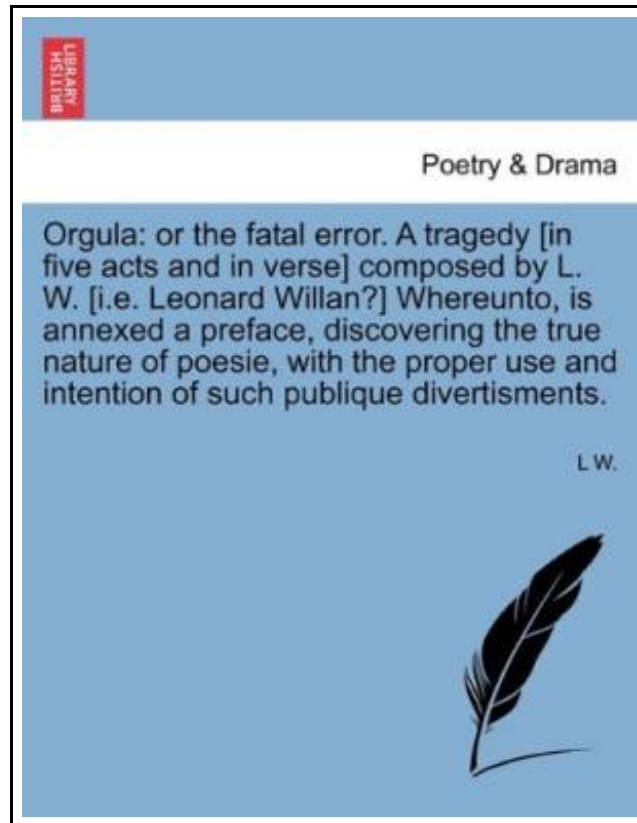 BRITISH
LIBRARY
Poetry & Drama
Orgula: or the fatal error. A tragedy [in
five acts and in verse] composed by L.
W. [i.e. Leonard Willan?] Whereunto, is
annexed a preface, discovering the true
nature of poesie, with the proper use and
intention of such publique divertisments.
L W.